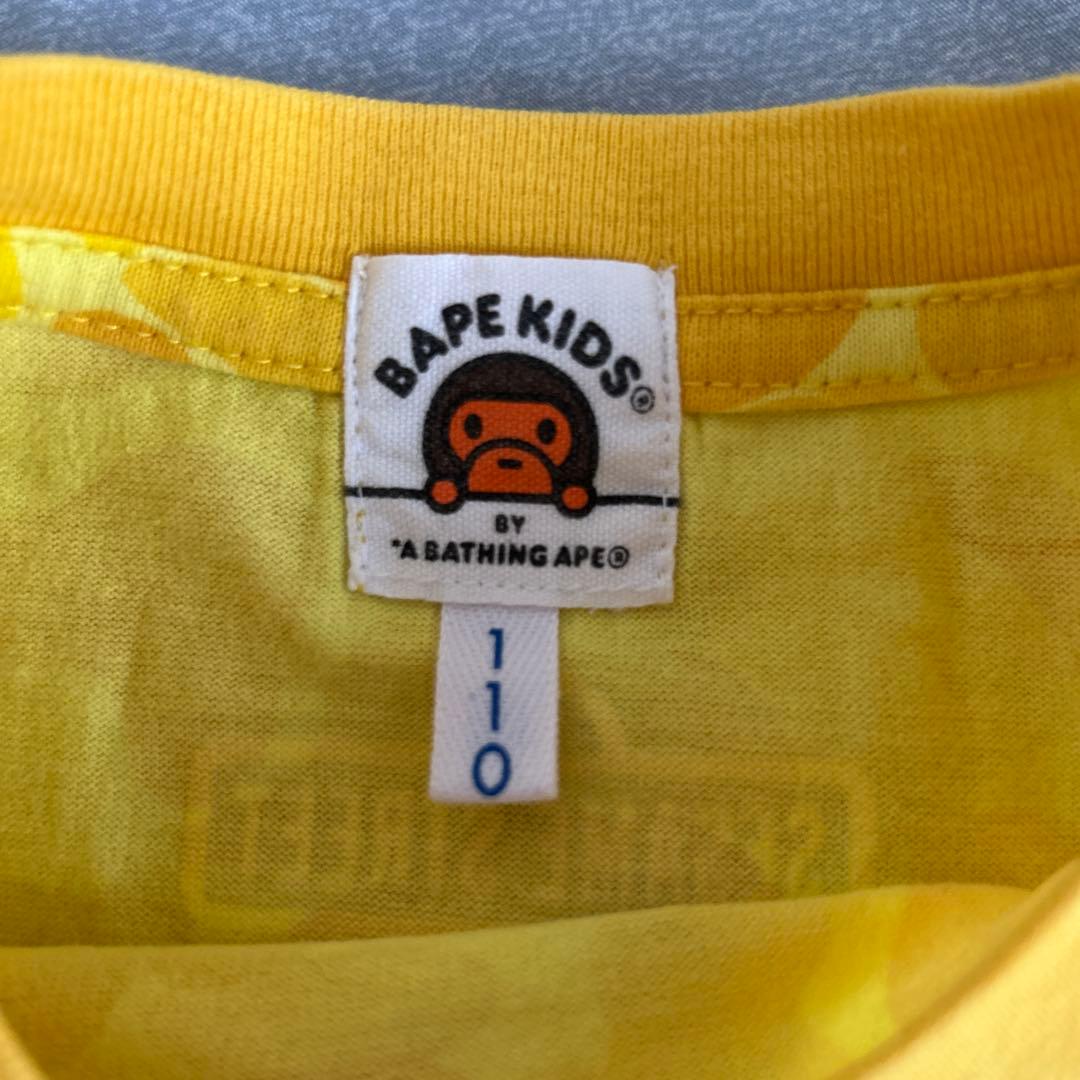 BAPE KIDS®
BY
*A BATHING APE®
110